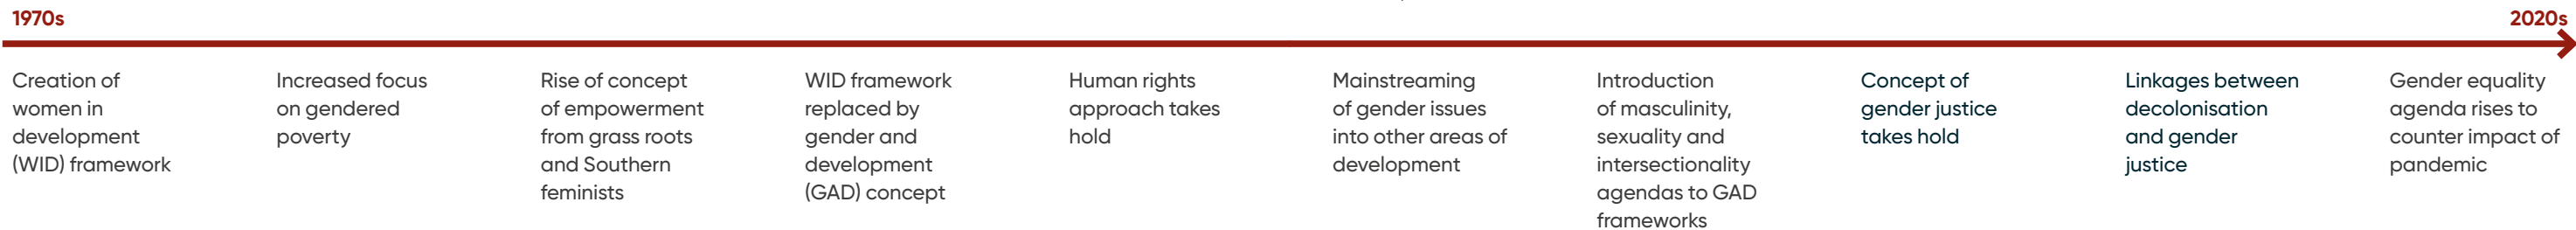 1970s
2020s
Creation of
women in
development
(WID) framework
Increased focus
on gendered
poverty
Rise of concept
of empowerment
from grass roots
and Southern
feminists
WID framework
replaced by
gender and
development
(GAD) concept
Human rights
approach takes
hold
Mainstreaming
of gender issues
into other areas of
development
Introduction
of masculinity,
sexuality and
intersectionality
agendas to GAD
frameworks
Concept of
gender justice
takes hold
Linkages between
decolonisation
and gender
justice
Gender equality
agenda rises to
counter impact of
pandemic